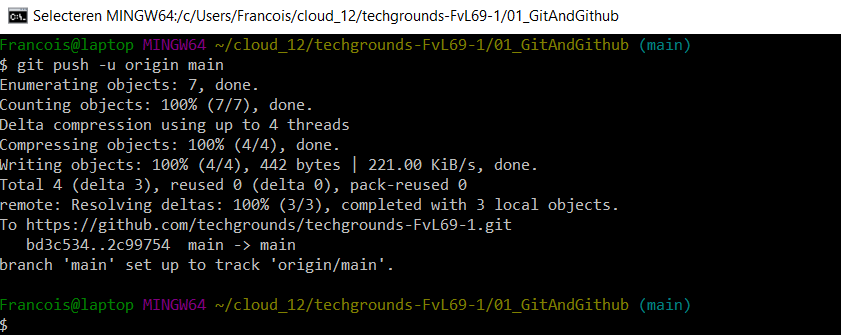 Selecteren MINGW64:/c/Users/Francois/cloud_12/techgrounds-FvL69-1/01_GitAndGithub
Francois@laptop MINGW64 ~/cloud_12/techgrounds-FvL69-1/01_GitAndGithub (main)
$ git push -u origin main
Enumerating objects: 7, done.
Counting objects: 100% (7/7), done.
Delta compression using up to 4 threads
Compressing objects: 100% (4/4), done.
Writing objects: 100% (4/4), 442 bytes | 221.00 KiB/s, done.
Total 4 (delta 3), reused 0 (delta 0), pack-reused 0
remote: Resolving deltas: 100% (3/3), completed with 3 local objects.
To https://github.com/techgrounds/techgrounds-FvL69-1.git
   bd3c534..2c99754  main -> main
branch 'main' set up to track 'origin/main'.
Francois@laptop MINGW64 ~/cloud_12/techgrounds-FvL69-1/01_GitAndGithub (main)
$